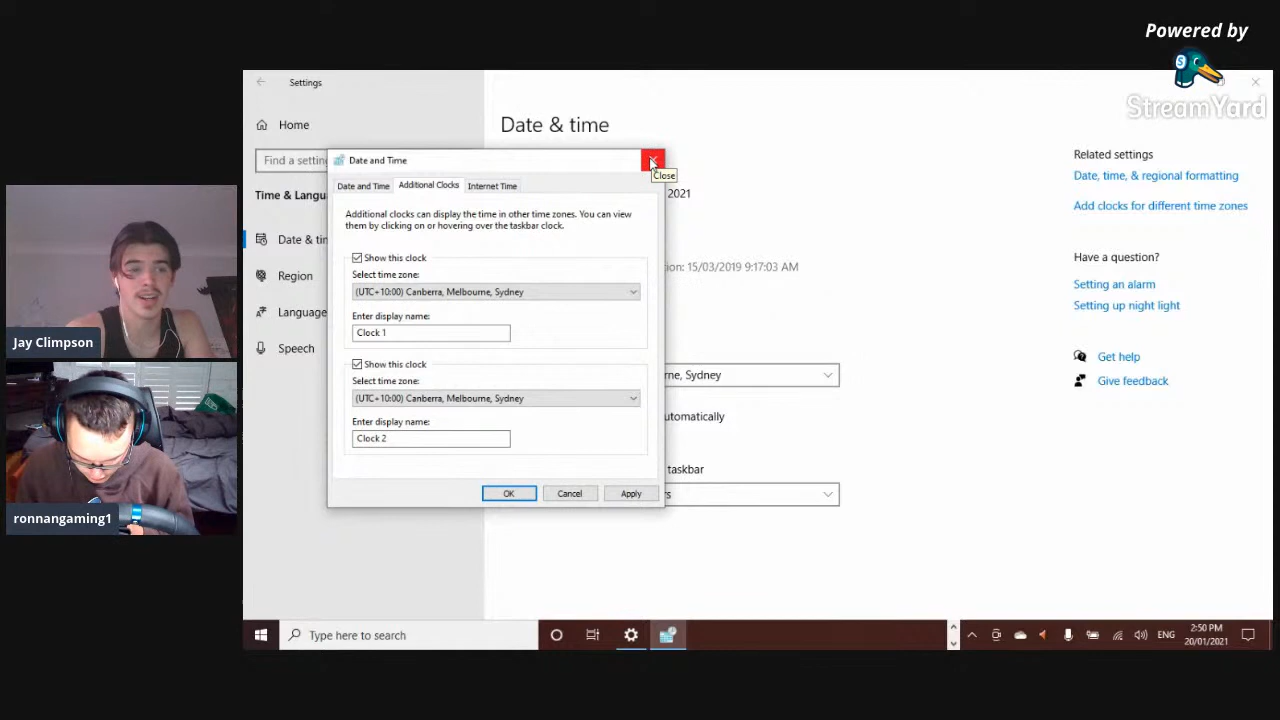 Powered by
StreamYard
Settings
Home
Date & time
Find a settin
Date and Time
Close
Date and Time
Additional Clocks
Internet Time
Time & Langu
2021
Related settings
Date, time, & regional formatting
Add clocks for different time zones
Additional clocks can display the time in other time zones. You can view
them by clicking on or hovering over the taskbar clock.
Date & tin
Show this clock
Select time zone:
(UTC+10:00) Canberra, Melbourne, Sydney
Enter display name:
Clock 1
Region
ion: 15/03/2019 9:17:03 AM
Have a question?
Setting an alarm
Setting up night light
Language
Speech
Show this clock
Select time zone:
(UTC+10:00) Canberra, Melbourne, Sydney
Enter display name:
Clock 2
rne, Sydney
utomatically
taskbar
rs
Get help
Give feedback
OK
Cancel
Apply
Jay Climpson
ronnangaming1
Type here to search
ENG
2:50 PM
20/01/2021